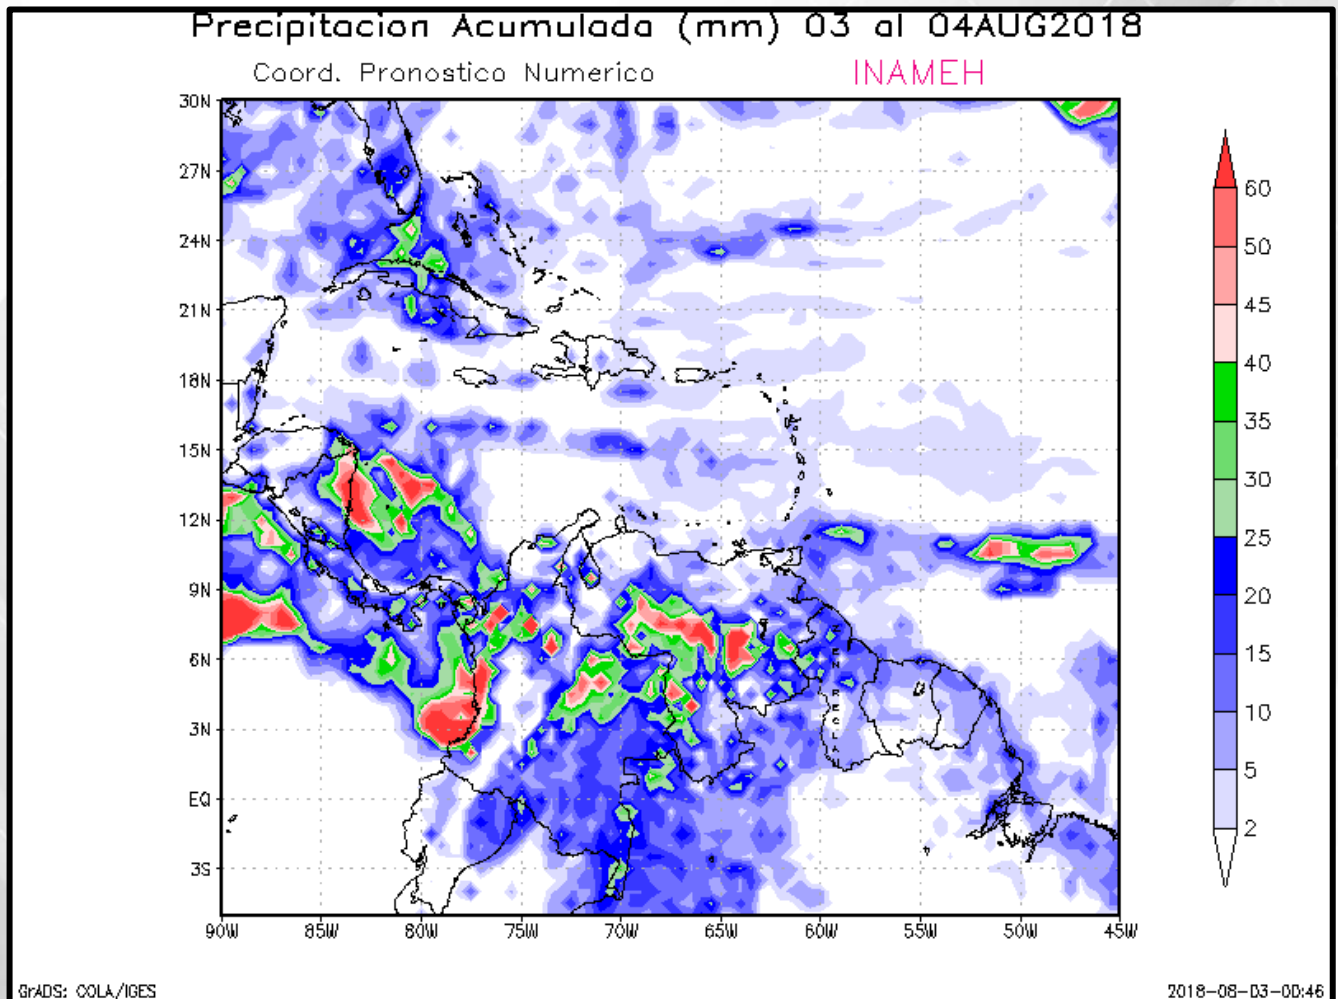 Precipitacion Acumulada (mm) 03 al 04AUG2018
Coord. Pronostico Numerico INAMEH
30N
27N
24N
21N
18N
15N
12N
9N
6N
3N
EQ
3S
90W 85W 80W 75W 70W 65W 60W 55W 50W 45W
60
50
45
40
35
30
25
20
15
10
5
2
GrADS: COLA/IGES 2018-08-03-00:46